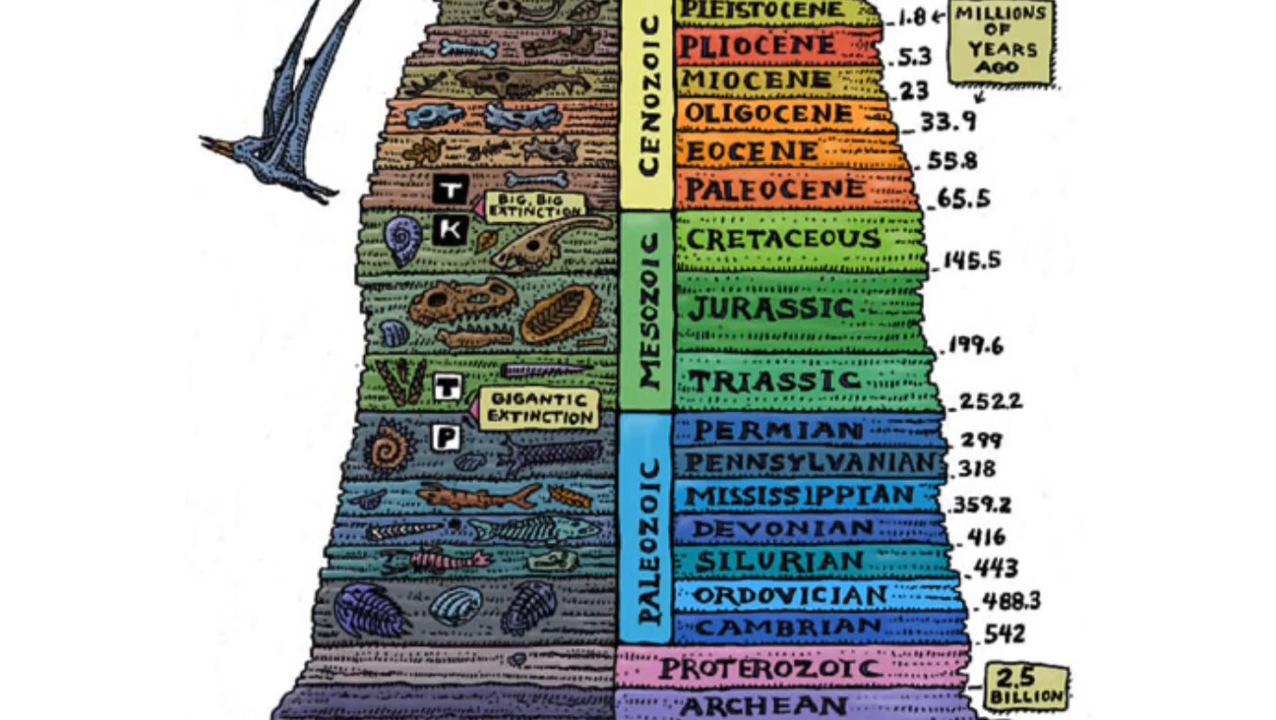 PLEISTOCENE
1.8
MILLIONS
OF
YEARS
AGO
PLIOCENE
5.3
MIOCENE
23
OLIGOCENE
33.9
EOCENE
55.8
PALEOCENE
65.5
CENOZOIC
T
BIG, BIG
EXTINCTION
K
CRETACEOUS
145.5
JURASSIC
199.6
TRIASSIC
252.2
MESOZOIC
T
GIGANTIC
EXTINCTION
P
PERMIAN
299
PENNSYLVANIAN
318
MISSISSIPPIAN
359.2
DEVONIAN
416
SILURIAN
443
ORDOVICIAN
488.3
CAMBRIAN
542
PALEOZOIC
PROTEROZOIC
2.5
BILLION
ARCHEAN